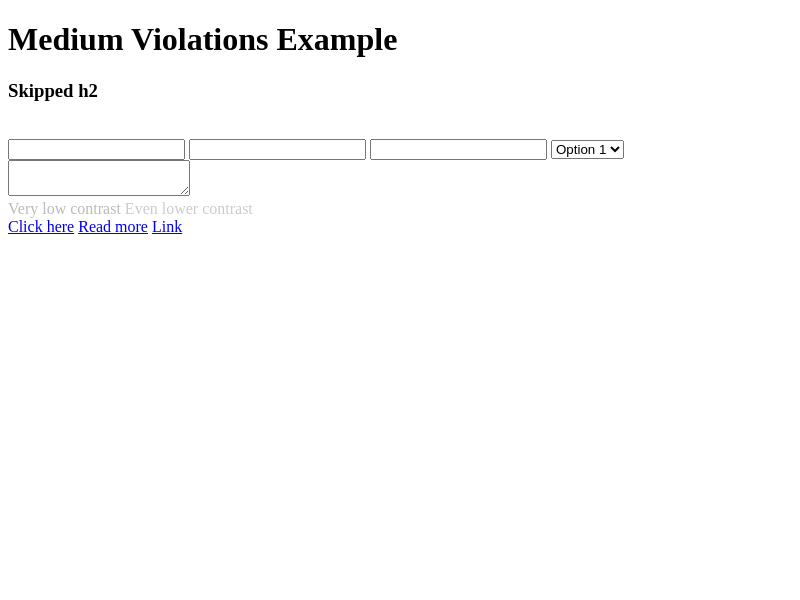 Medium Violations Example
Skipped h2
Option 1
Very low contrast Even lower contrast
Click here Read more Link